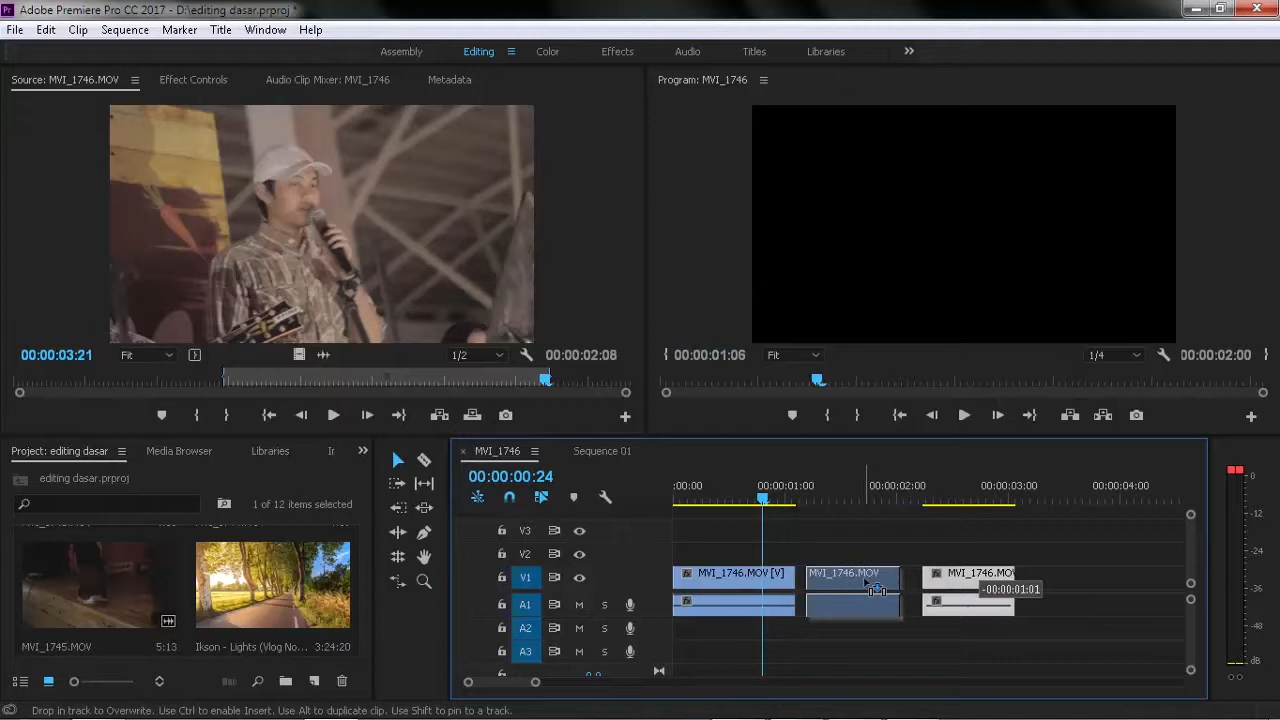 Pr Adobe Premiere Pro CC 2017 - D:\editing dasar.prproj *
File Edit Clip Sequence Marker Title Window Help
Assembly Editing Color Effects Audio Titles Libraries
Source: MVI_1746.MOV Effect Controls Audio Clip Mixer: MVI_1746 Metadata
Program: MVI_1746
00:00:03:21 Fit 1/2 00:00:02:08
00:00:01:06 Fit 1/4 00:00:02:00
Project: editing dasar Media Browser Libraries
editing dasar.prproj
1 of 12 items selected
MVI_1745.MOV 5:13 Ikson - Lights (Vlog No... 3:24:20
MVI_1746 Sequence 01
00:00:00:24
:00:00 00:00:01:00 00:00:02:00 00:00:03:00 00:00:04:00
V3
V2
V1 fx MVI_1746.MOV [V] MVI_1746.MOV fx MVI_1746.MOV
-00:00:01:01
A1 M S fx fx
A2 M S
A3 M S
0
-12
-24
-36
-48
dB
Drop in track to Overwrite. Use Ctrl to enable Insert. Use Alt to duplicate clip. Use Shift to pin to a track.